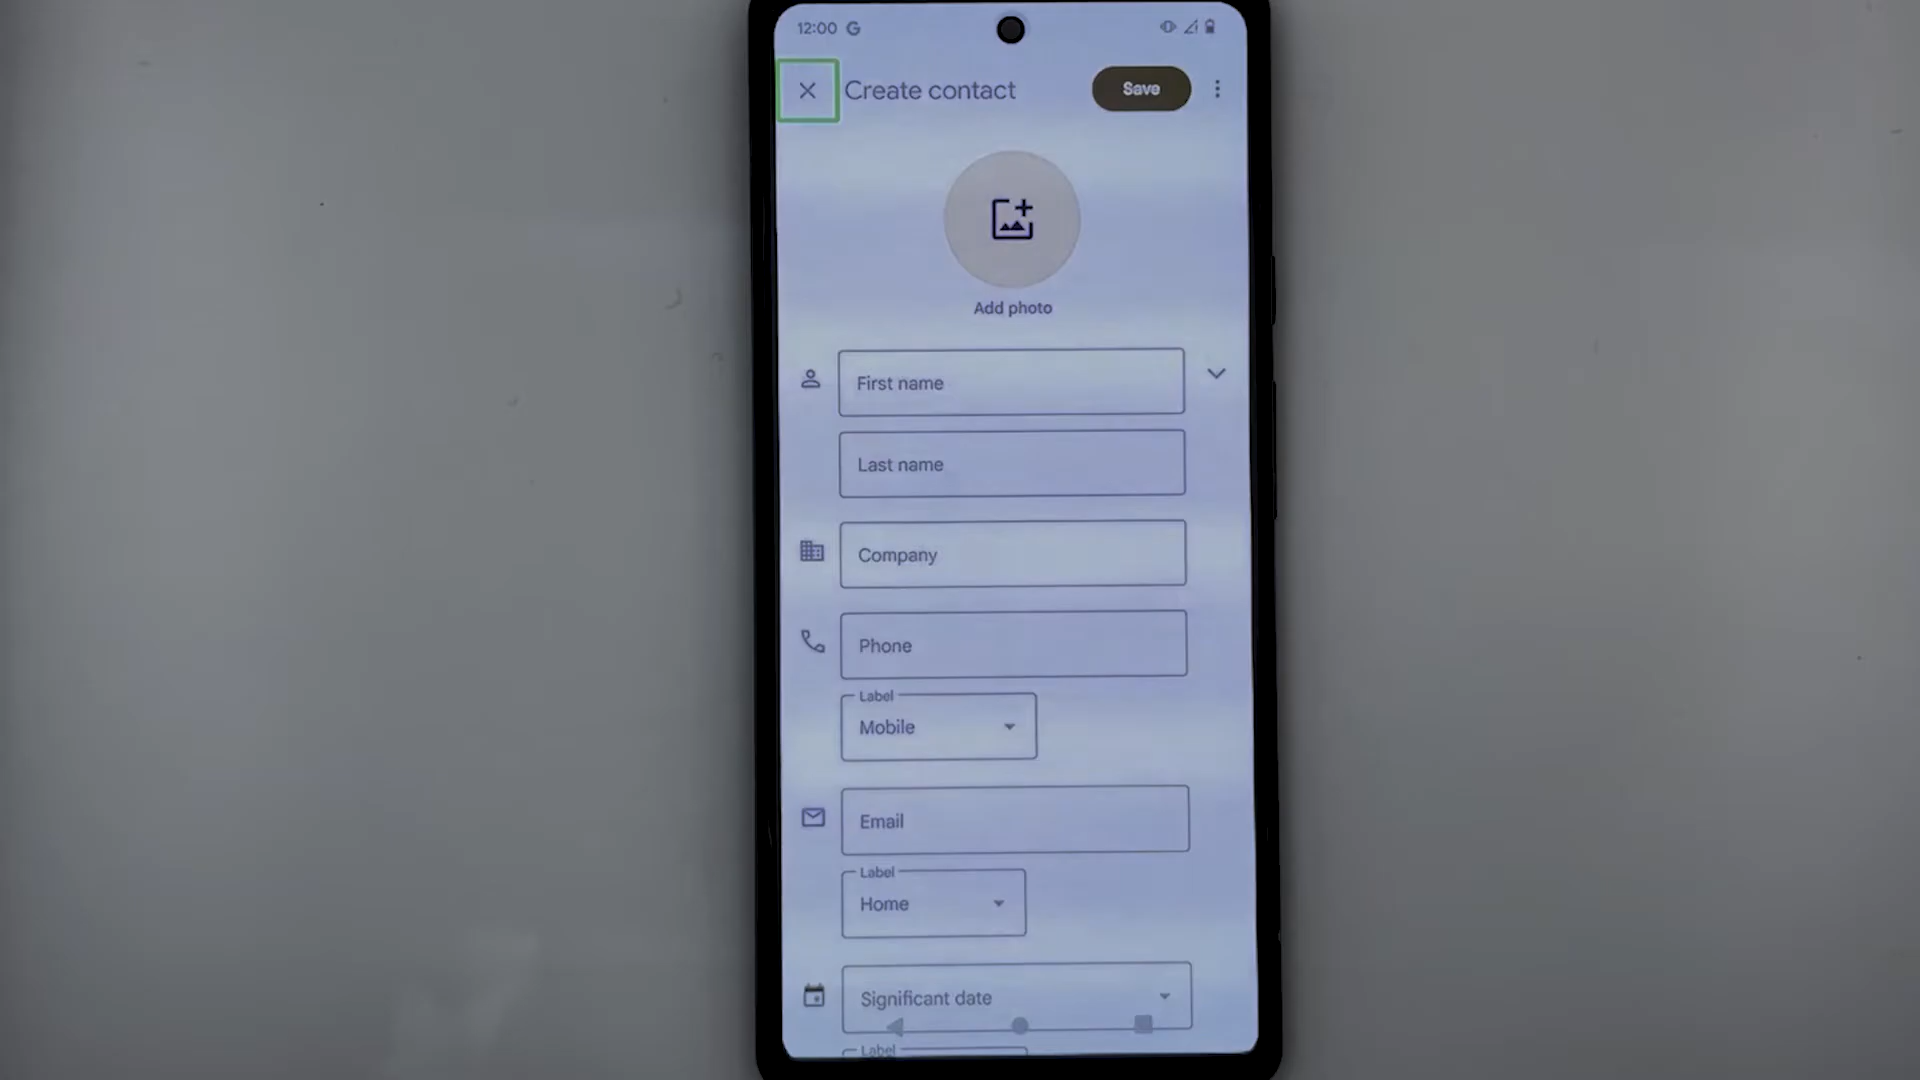 12:00 G
Create contact
Save
Add photo
First name
Last name
Company
Phone
Label
Mobile
Email
Label
Home
Significant date
Label